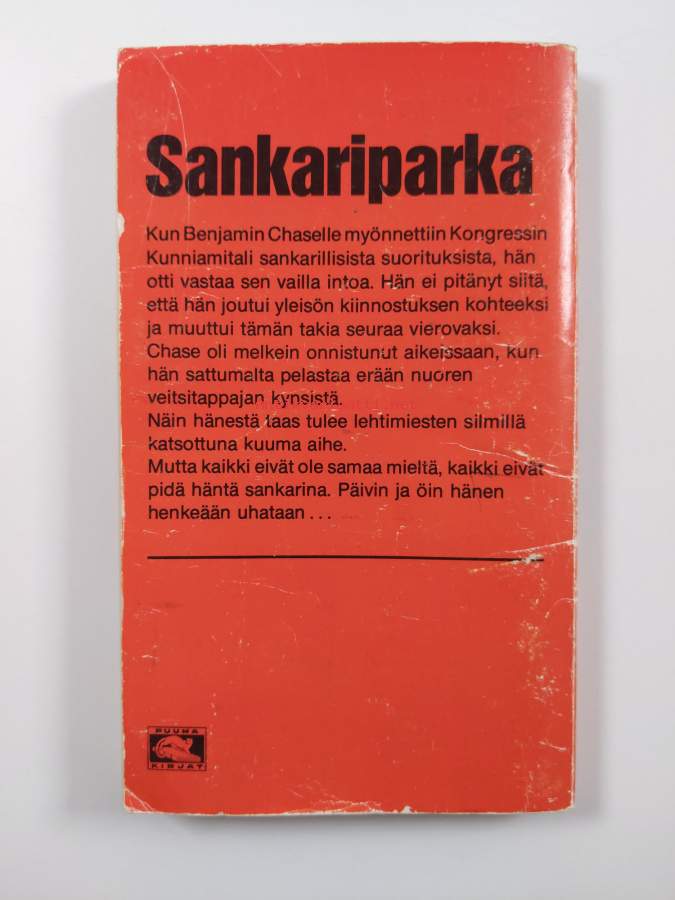 Sankariparka
Kun Benjamin Chaselle myönnettiin Kongressin
Kunniamitali sankarillisista suorituksista, hän
otti vastaa sen vailla intoa. Hän ei pitänyt siitä,
että hän joutui yleisön kiinnostuksen kohteeksi
ja muuttui tämän takia seuraa vierovaksi.
Chase oli melkein onnistunut aikeissaan, kun
hän sattumalta pelastaa erään nuoren
veitsitappajan kynsistä.
Näin hänestä taas tulee lehtimiesten silmillä
katsottuna kuuma aihe.
Mutta kaikki eivät ole samaa mieltä, kaikki eivät
pidä häntä sankarina. Päivin ja öin hänen
henkeään uhataan...
PUUMA
KIRJAT